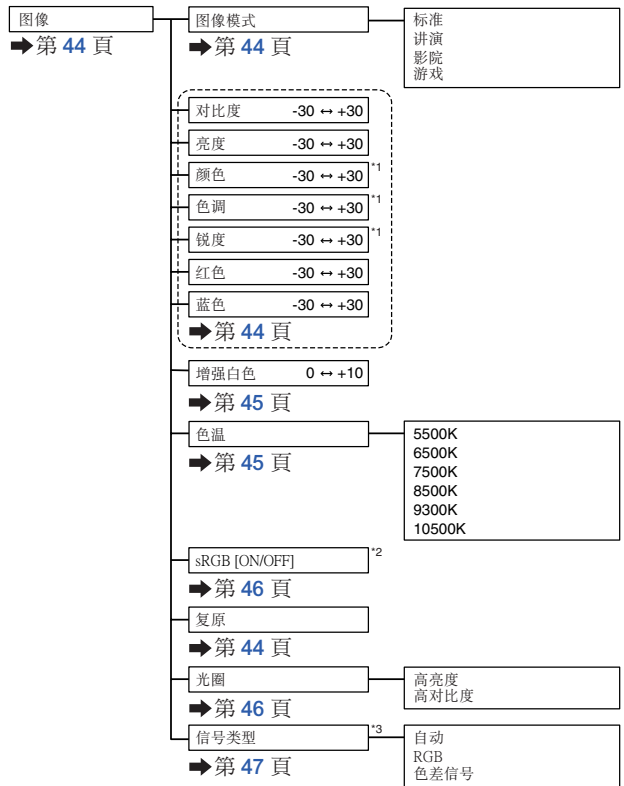 图像
➡第 44 頁
图像模式
➡第 44 頁
标准
讲演
影院
游戏
对比度 -30 ↔ +30
亮度 -30 ↔ +30
颜色 -30 ↔ +30 *1
色调 -30 ↔ +30 *1
锐度 -30 ↔ +30 *1
红色 -30 ↔ +30
蓝色 -30 ↔ +30
➡第 44 頁
增强白色 0 ↔ +10
➡第 45 頁
色温
➡第 45 頁
5500K
6500K
7500K
8500K
9300K
10500K
sRGB [ON/OFF] *2
➡第 46 頁
复原
➡第 44 頁
光圈
➡第 46 頁
高亮度
高对比度
信号类型 *3
➡第 47 頁
自动
RGB
色差信号